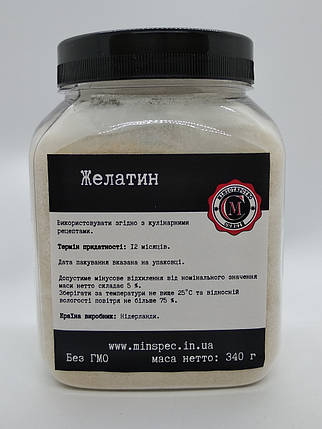 Желатин
Використовувати згідно з кулінарними
рецептами.
Термін придатності: 12 місяців.
Дата пакування вказана на упаковці.
Допустиме мінусове відхилення від номінального значення
маси нетто складає 5 %.
Зберігати за температури не вище 25°С та відносній
вологості повітря не більше 75 %.
Країна виробник: Нідерланди.
www.minspec.in.ua
Без ГМО
маса нетто: 340 г
М